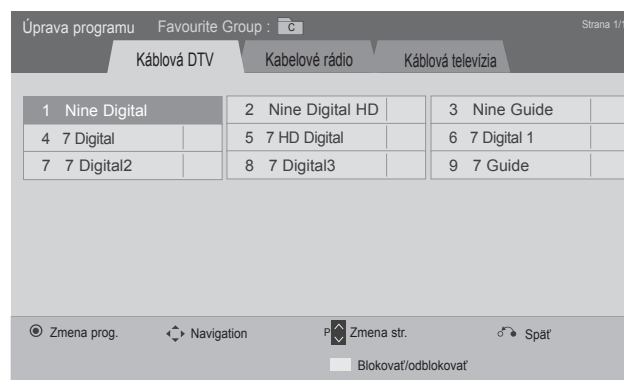 Úprava programu Favourite Group : C Strana 1/1
Káblová DTV Kabelové rádio Káblová televízia
1 Nine Digital 2 Nine Digital HD 3 Nine Guide
4 7 Digital 5 7 HD Digital 6 7 Digital 1
7 7 Digital2 8 7 Digital3 9 7 Guide
Zmena prog. Navigation P Zmena str. Späť
Blokovať/odblokovať